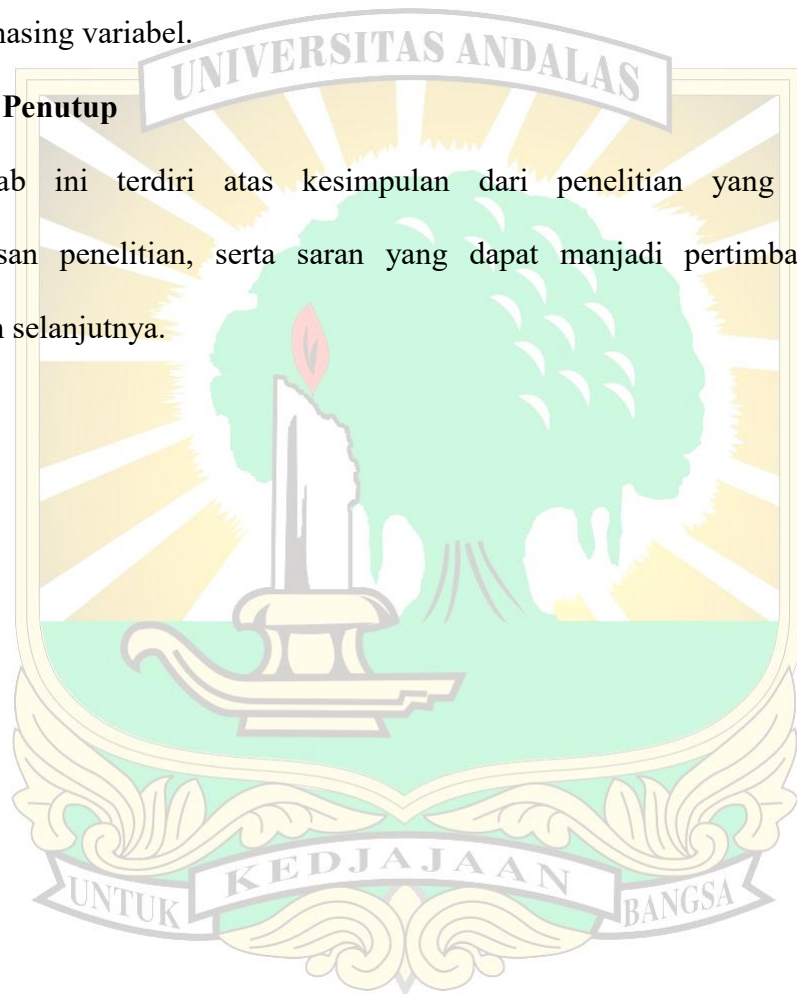 asing variabel.
UNIVERSITAS ANDALAS
Penutup
ab ini terdiri atas kesimpulan dari penelitian yang
san penelitian, serta saran yang dapat manjadi pertimba
selanjutnya.
UNTUK KEDJAJAAN BANGSA